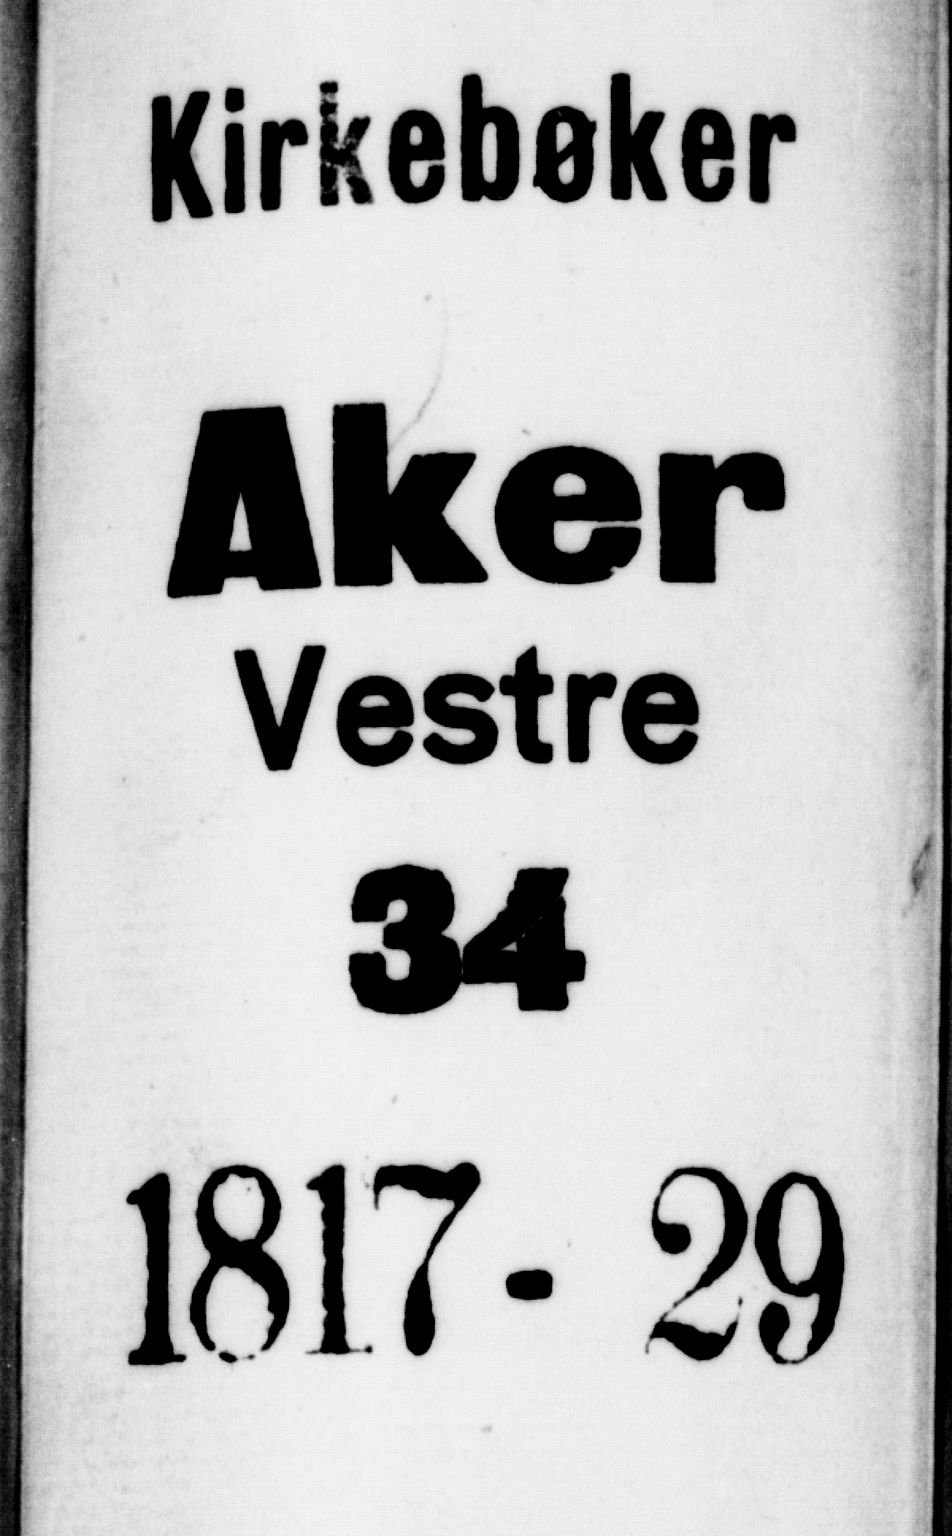 Kirkebøker
Aker
Vestre
34
1817- 29